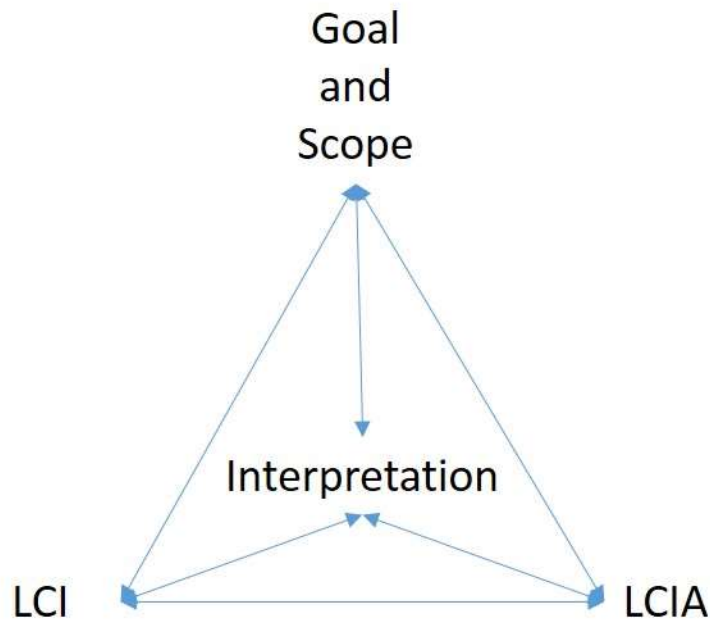 Goal
and
Scope
Interpretation
LCI
LCIA